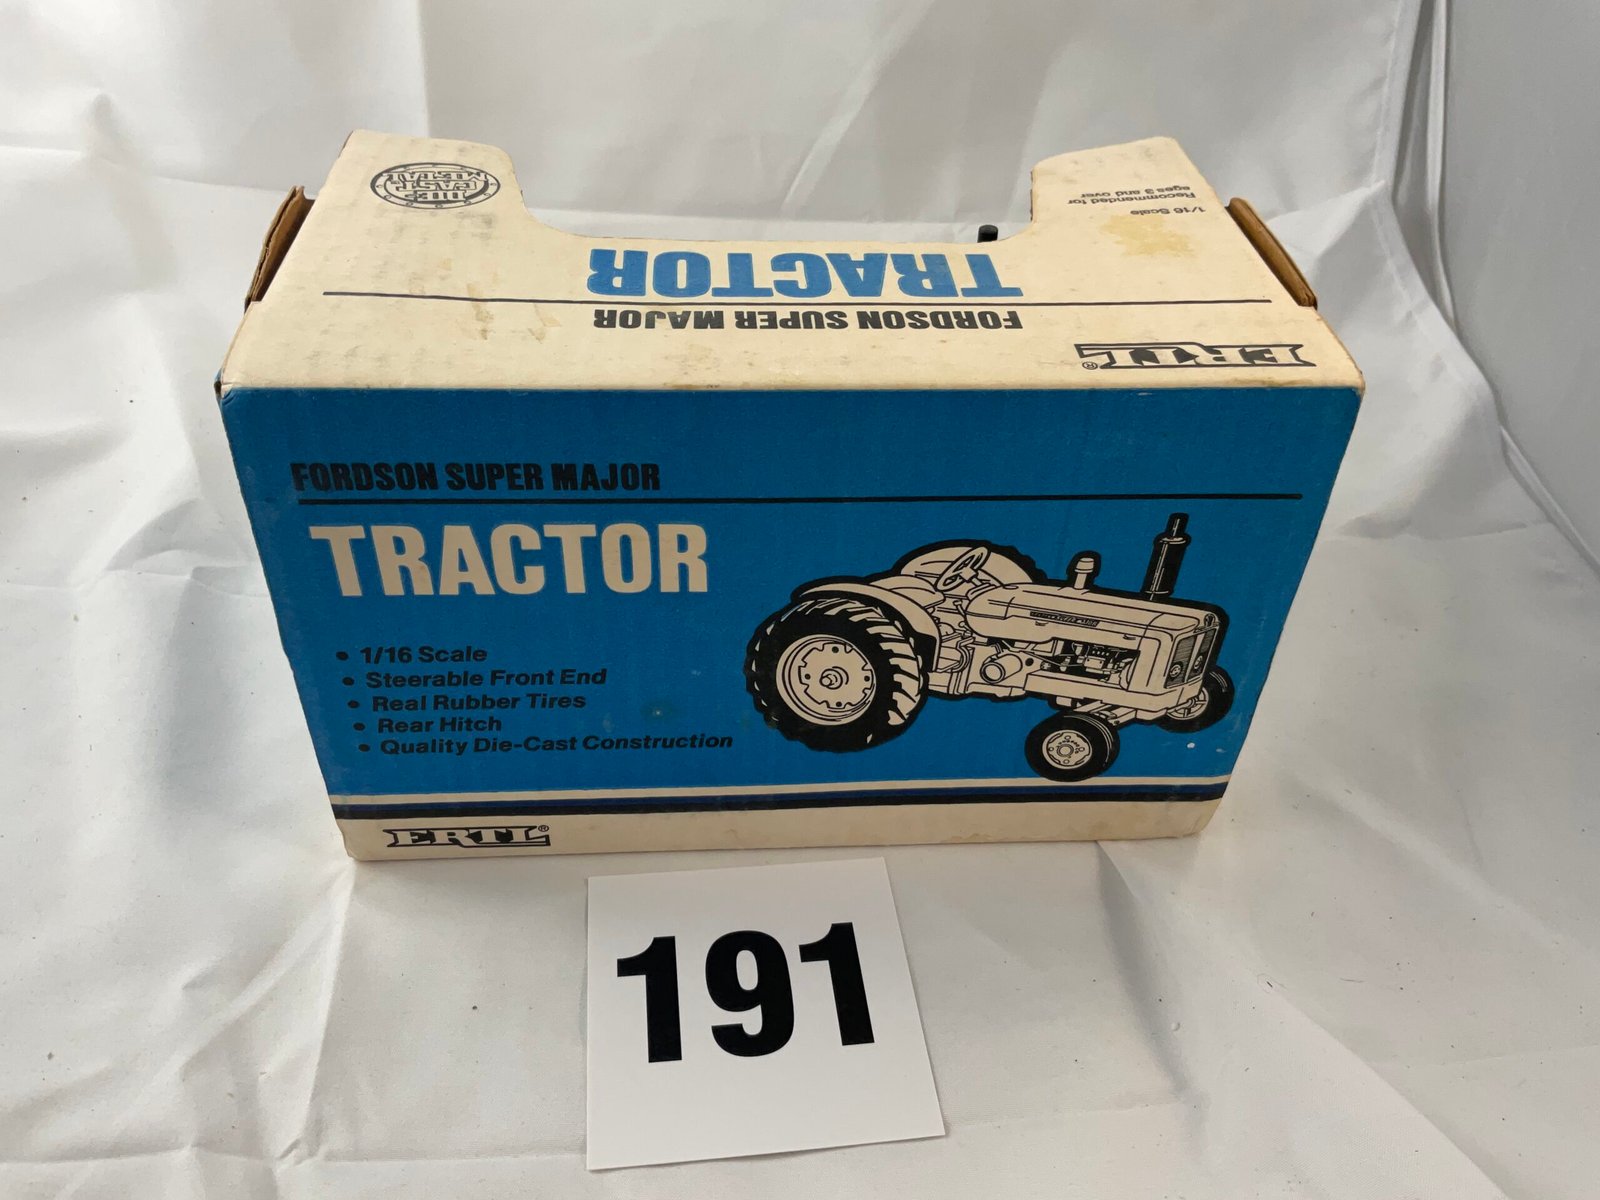 DIE
CAST
METAL
1/16 Scale
Recommended for
ages 3 and over
TRACTOR
FORDSON SUPER MAJOR
ERTL®
FORDSON SUPER MAJOR
TRACTOR
• 1/16 Scale
• Steerable Front End
• Real Rubber Tires
• Rear Hitch
• Quality Die-Cast Construction
ERTL®
191